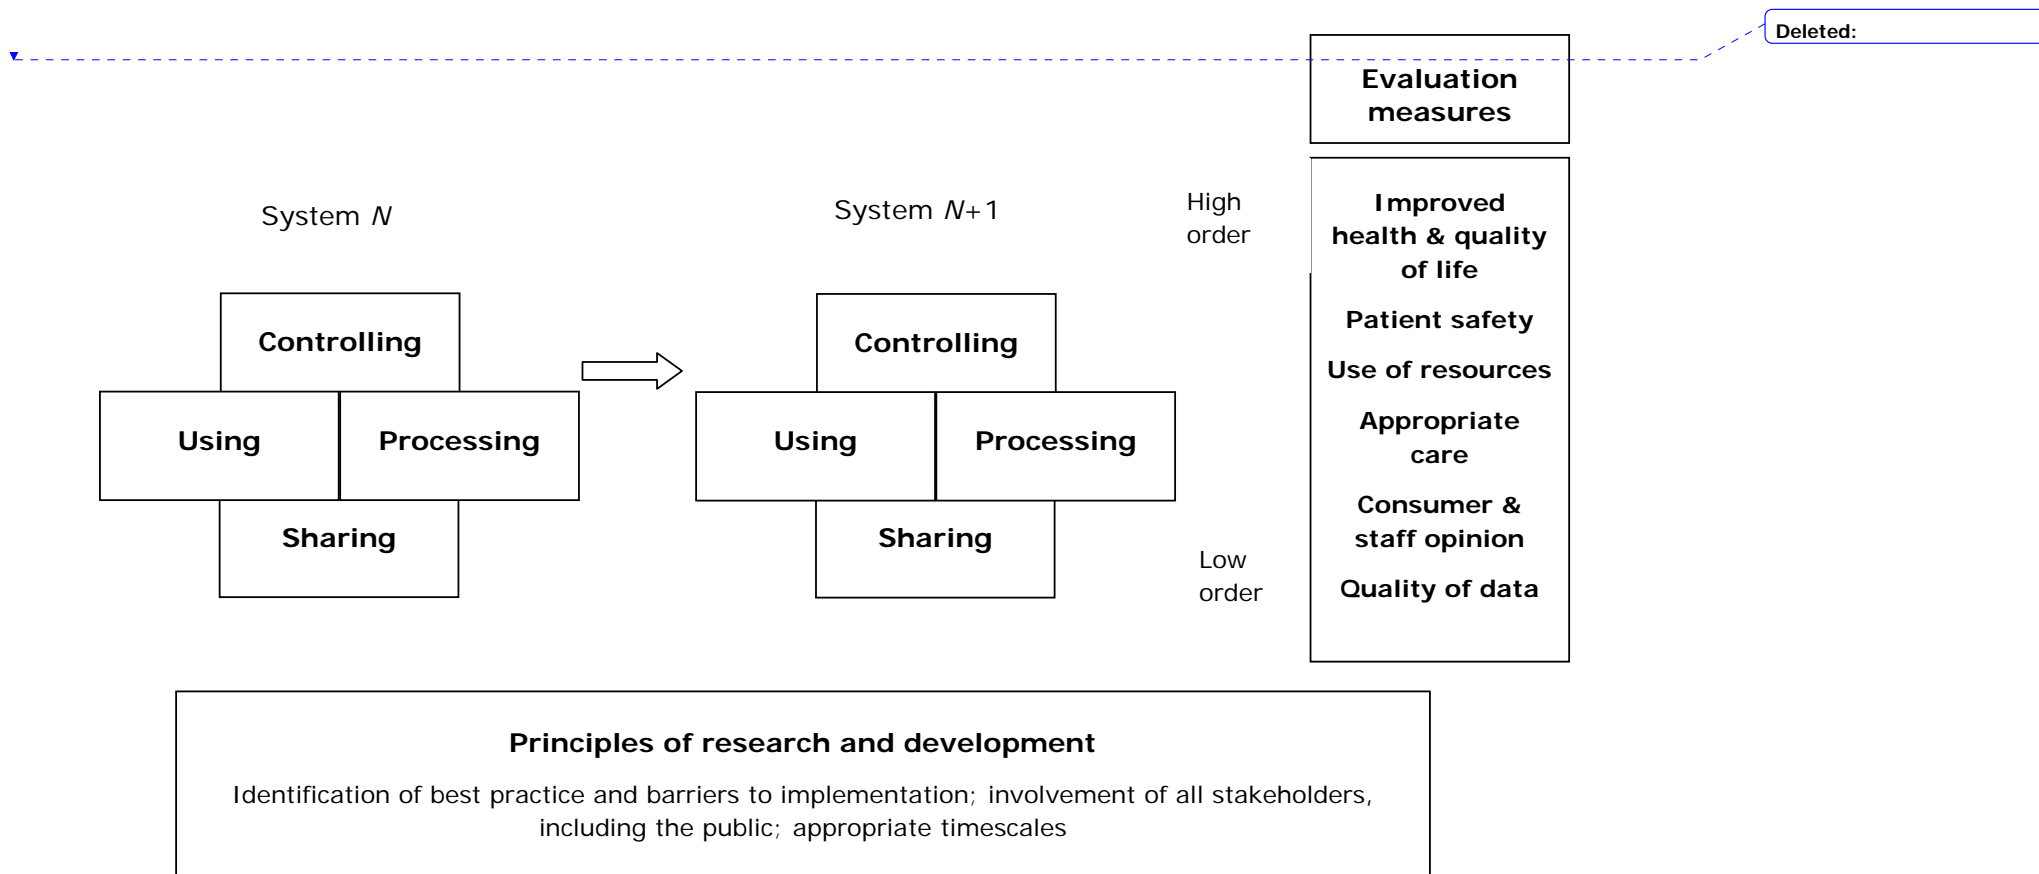 Deleted:
Evaluation
measures
System N
System N+1
High
order
Improved
health & quality
of life
Patient safety
Use of resources
Appropriate
care
Consumer &
staff opinion
Quality of data
Controlling
Using
Processing
Sharing
Controlling
Using
Processing
Sharing
Low
order
Principles of research and development
Identification of best practice and barriers to implementation; involvement of all stakeholders,
including the public; appropriate timescales